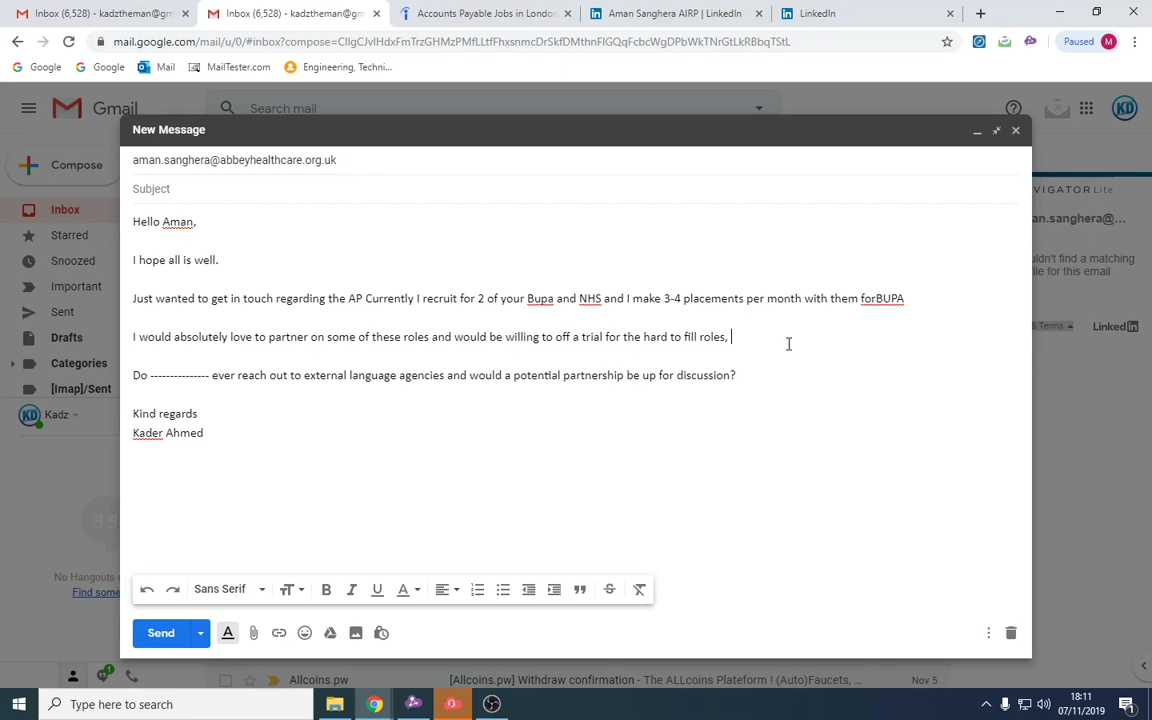 Inbox (6,528) - kadztheman@gm
Inbox (6,528) - kadztheman@gm
Accounts Payable Jobs in London
Aman Sanghera AIRP | LinkedIn
LinkedIn
mail.google.com/mail/u/0/#inbox?compose=
Paused M
Google
Google
Mail
MailTester.com
Engineering, Techni...
Gmail
Search mail
KD
Compose
Inbox
Starred
Snoozed
Important
Sent
Drafts
Categories
[Imap]/Sent
KD Kadz
No Hangouts
Find some
New Message
aman.sanghera@abbeyhealthcare.org.uk
Subject
Hello Aman,
I hope all is well.
Just wanted to get in touch regarding the AP Currently I recruit for 2 of your Bupa and NHS and I make 3-4 placements per month with them forBUPA
I would absolutely love to partner on some of these roles and would be willing to off a trial for the hard to fill roles,
Do --------------- ever reach out to external language agencies and would a potential partnership be up for discussion?
Kind regards
Kader Ahmed
Sans Serif
Send
VIGATOR Lite
an.sanghera@...
uldn't find a matching
file for this email
& Terms
LinkedIn
Allcoins.pw
[Allcoins.pw] Withdraw confirmation - The ALLcoins Plateform ! (Auto)Faucets, ...
Nov 5
1
Type here to search
18:11
07/11/2019
1